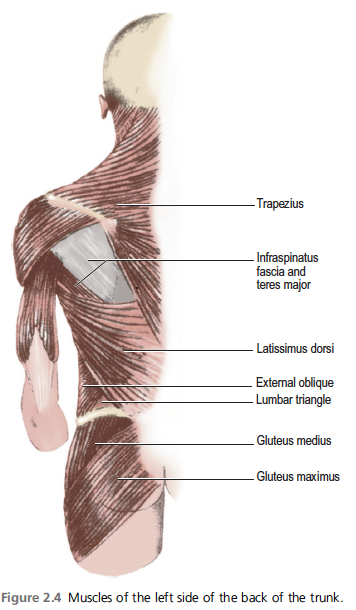 Trapezius
Infraspinatus
fascia and
teres major
Latissimus dorsi
External oblique
Lumbar triangle
Gluteus medius
Gluteus maximus
Figure 2.4 Muscles of the left side of the back of the trunk.